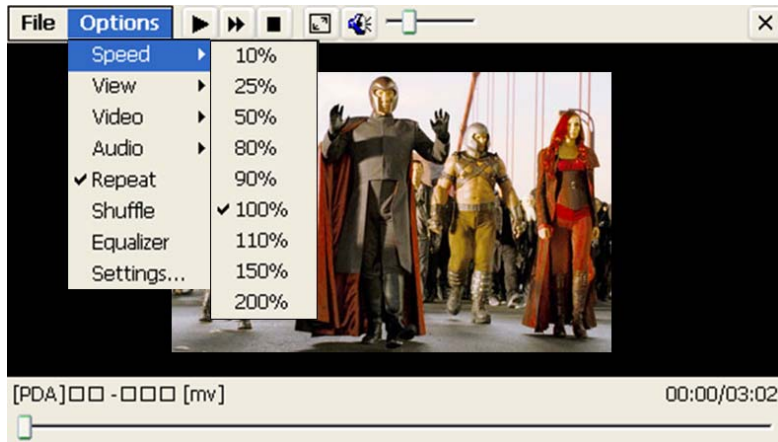 File Options
Speed
View
Video
Audio
Repeat
Shuffle
Equalizer
Settings...
10%
25%
50%
80%
90%
100%
110%
150%
200%
[PDA]□□ -□□□ [mv] 00:00/03:02